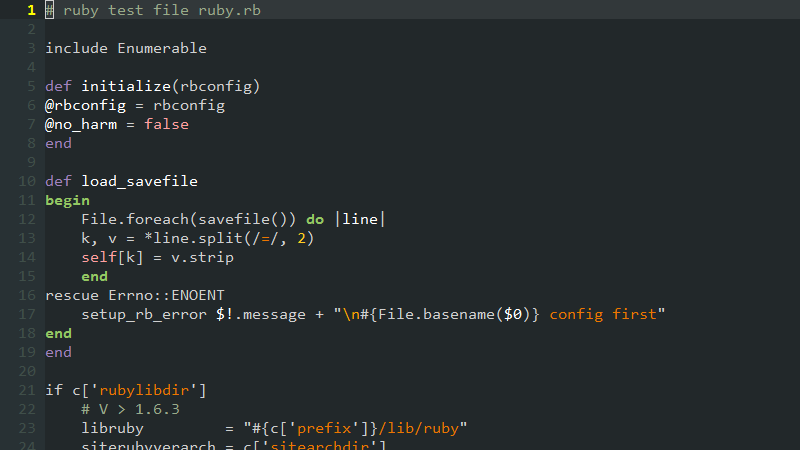 1 # ruby test file ruby.rb
2
3 include Enumerable
4
5 def initialize(rbconfig)
6 @rbconfig = rbconfig
7 @no_harm = false
8 end
9
10 def load_savefile
11 begin
12     File.foreach(savefile()) do |line|
13     k, v = *line.split(/=/, 2)
14     self[k] = v.strip
15     end
16 rescue Errno::ENOENT
17     setup_rb_error $!.message + "\n#{File.basename($0)} config first"
18 end
19 end
20
21 if c['rubylibdir']
22     # V > 1.6.3
23     libruby         = "#{c['prefix']}/lib/ruby"
24     siterubyverarch = c['sitearchdir']